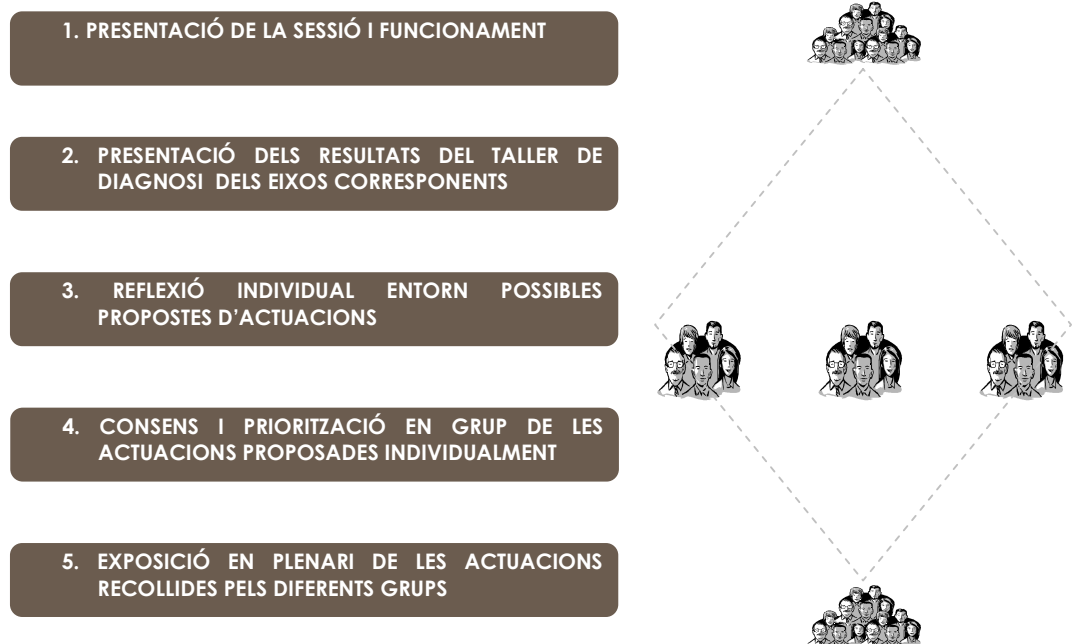 1. PRESENTACIÓ DE LA SESSIÓ I FUNCIONAMENT
2. PRESENTACIÓ DELS RESULTATS DEL TALLER DE
DIAGNOSI DELS EIXOS CORRESPONENTS
3. REFLEXIÓ INDIVIDUAL ENTORN POSSIBLES
PROPOSTES D’ACTUACIONS
4. CONSENS I PRIORITZACIÓ EN GRUP DE LES
ACTUACIONS PROPOSADES INDIVIDUALMENT
5. EXPOSICIÓ EN PLENARI DE LES ACTUACIONS
RECOLLIDES PELS DIFERENTS GRUPS